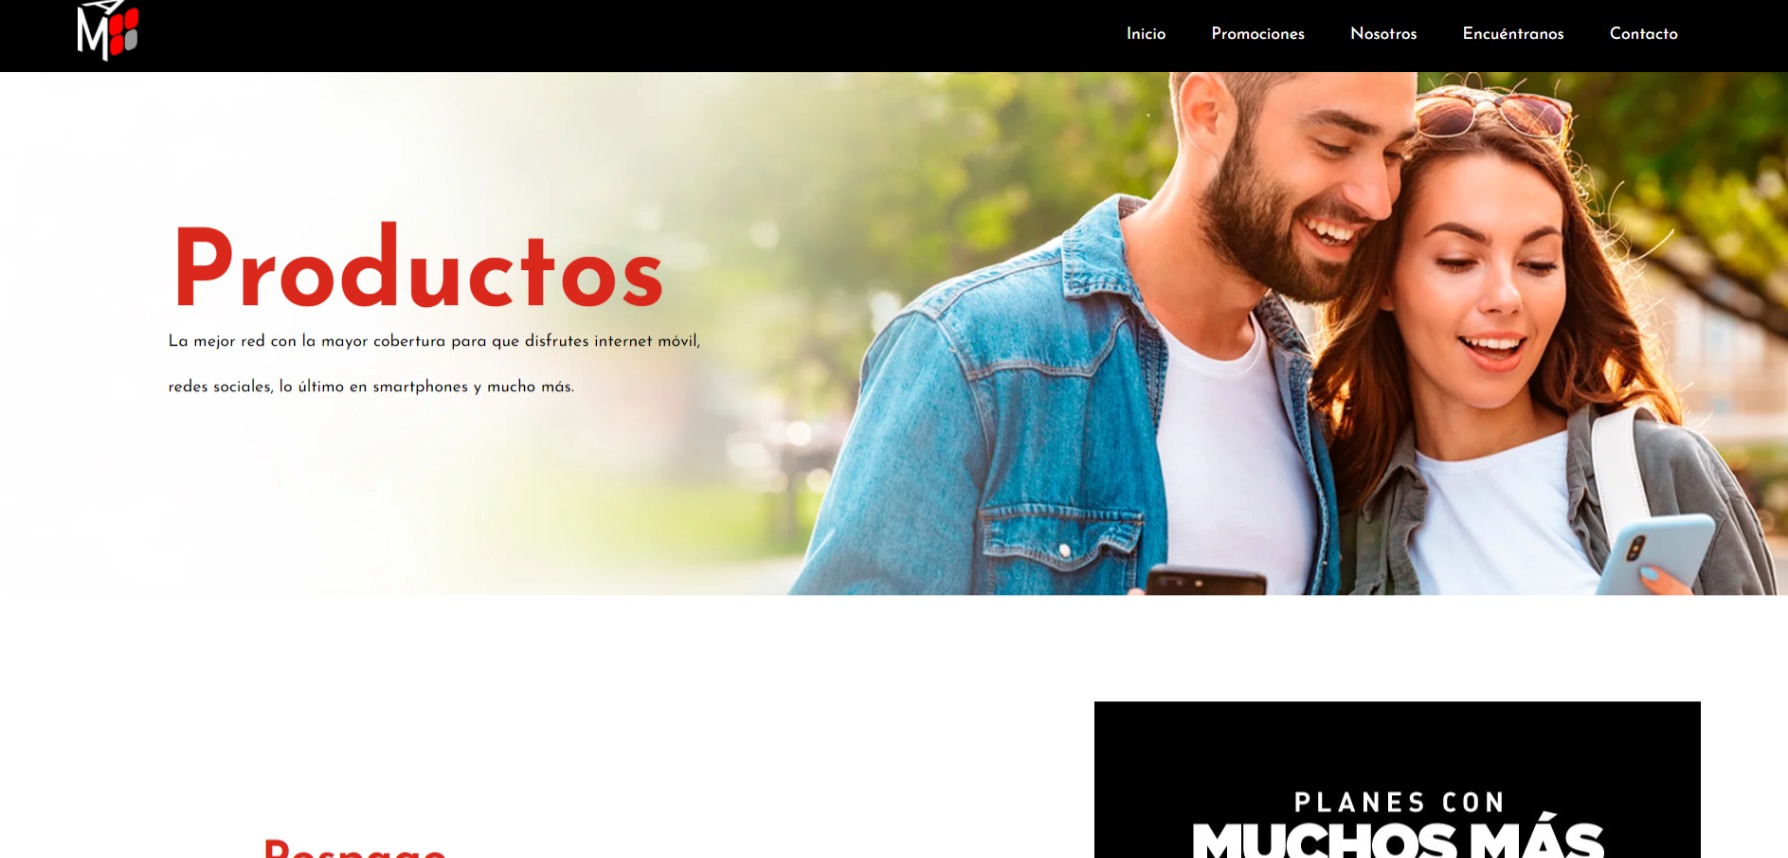 Inicio Promociones Nosotros Encuéntranos Contacto
Productos
La mejor red con la mayor cobertura para que disfrutes internet móvil,
redes sociales, lo último en smartphones y mucho más.
PLANES CON
MUCHOS MÁS
Pospago